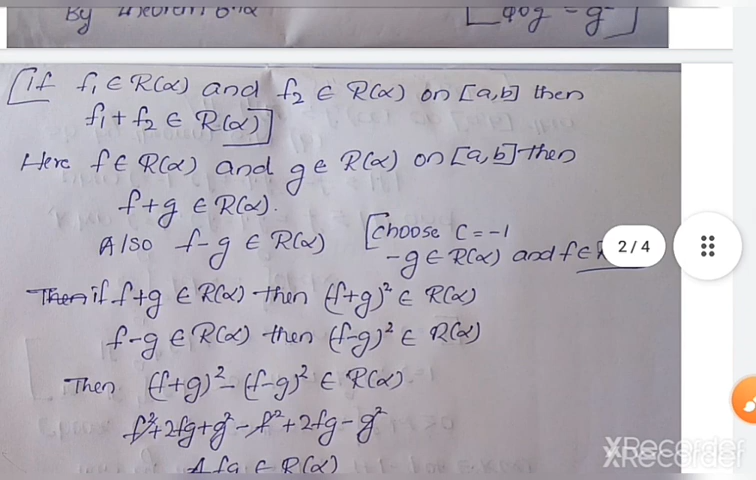 By
[If f₁ ∈ R(α) and f₂ ∈ R(α) on [a,b] then
f₁ + f₂ ∈ R(α)]
Here f ∈ R(α) and g ∈ R(α) on [a,b] then
f+g ∈ R(α).
Also f-g ∈ R(α) [choose C = -1
-g ∈ R(α) and f ∈
2/4
Then if f+g ∈ R(α) then (f+g)² ∈ R(α)
f-g ∈ R(α) then (f-g)² ∈ R(α)
Then (f+g)² - (f-g)² ∈ R(α)
f²+2fg+g² - f² + 2fg - g²
4fg ∈ R(α)
XRecorder